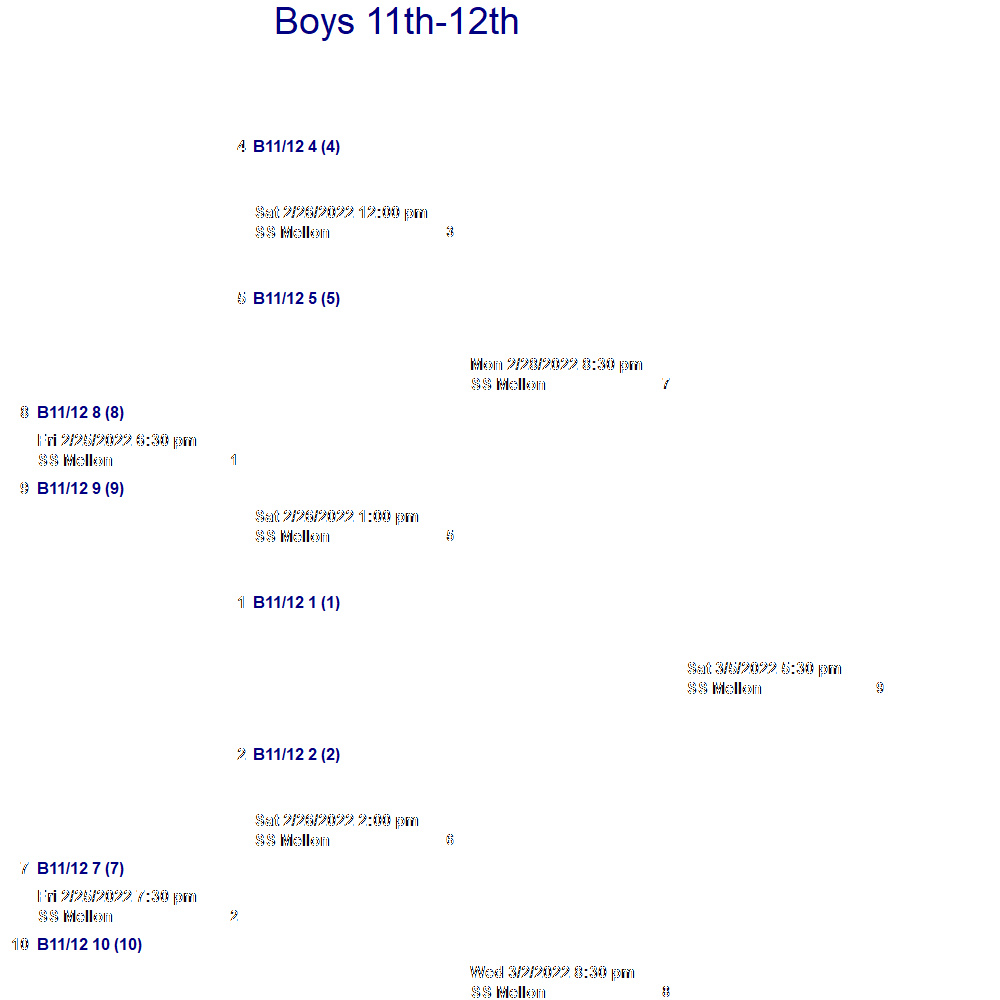 Boys 11th-12th
4 B11/12 4 (4)
Sat 2/26/2022 12:00 pm
SS Mellon 3
5 B11/12 5 (5)
Mon 2/28/2022 8:30 pm
SS Mellon 7
8 B11/12 8 (8)
Fri 2/25/2022 6:30 pm
SS Mellon 1
9 B11/12 9 (9)
Sat 2/26/2022 1:00 pm
SS Mellon 5
1 B11/12 1 (1)
Sat 3/5/2022 5:30 pm
SS Mellon 9
2 B11/12 2 (2)
Sat 2/26/2022 2:00 pm
SS Mellon 6
7 B11/12 7 (7)
Fri 2/25/2022 7:30 pm
SS Mellon 2
10 B11/12 10 (10)
Wed 3/2/2022 8:30 pm
SS Mellon 8